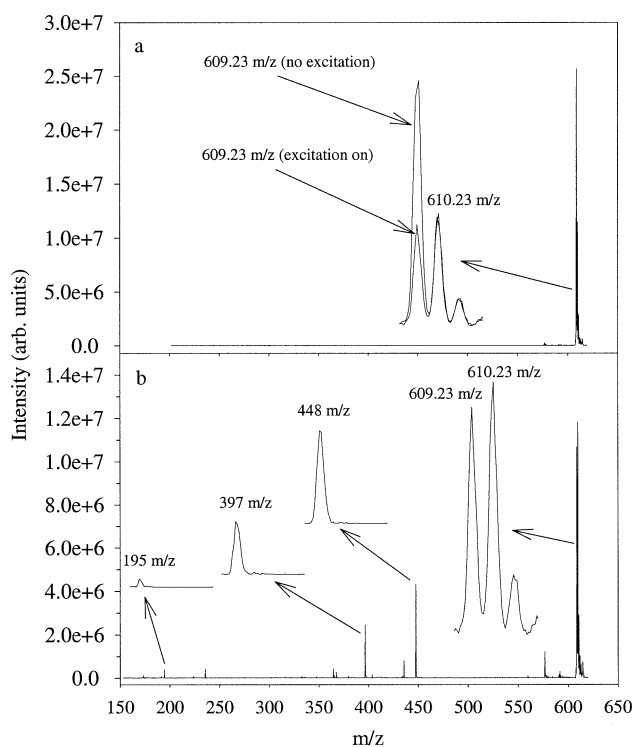 3.0e+7
a
609.23 m/z (no excitation)
2.5e+7
2.0e+7
609.23 m/z (excitation on)
1.5e+7
610.23 m/z
1.0e+7
5.0e+6
0.0
Intensity (arb. units)
b
610.23 m/z
1.4e+7
609.23 m/z
448 m/z
1.2e+7
1.0e+7
397 m/z
8.0e+6
6.0e+6
195 m/z
4.0e+6
2.0e+6
0.0
150 200 250 300 350 400 450 500 550 600 650
m/z